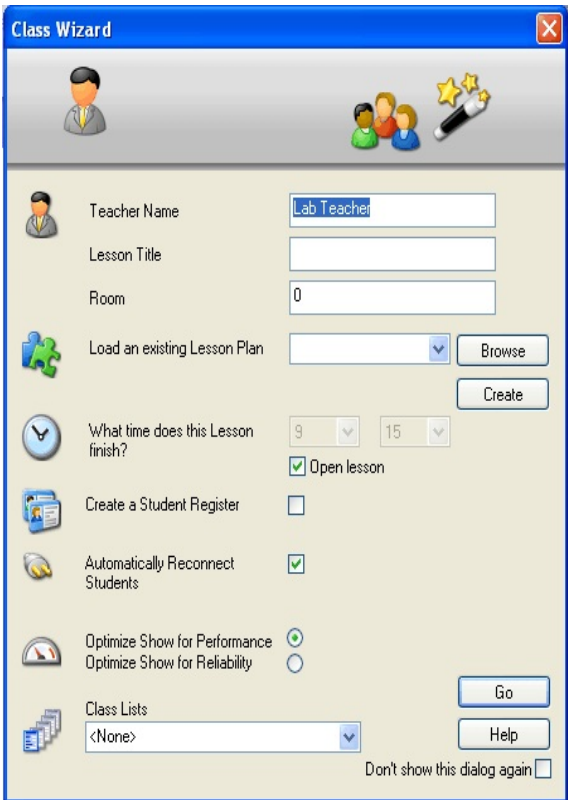 Class Wizard
Teacher Name Lab Teacher
Lesson Title
Room 0
Load an existing Lesson Plan Browse
Create
What time does this Lesson 9 15
finish?
Open lesson
Create a Student Register
Automatically Reconnect
Students
Optimize Show for Performance
Optimize Show for Reliability
Go
Class Lists
<None> Help
Don't show this dialog again